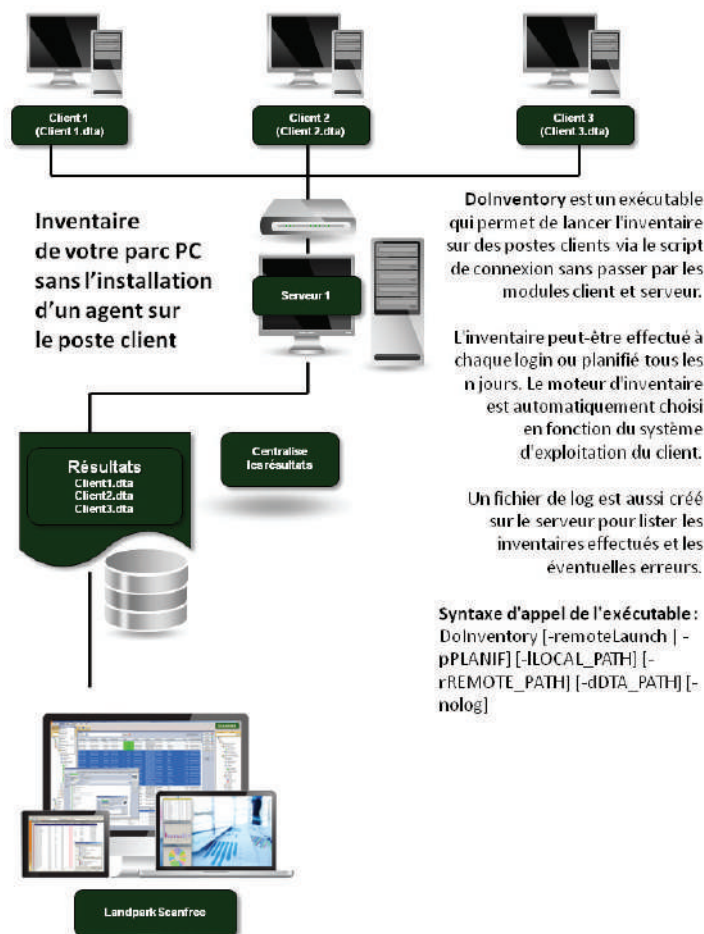 Client 1
(Client 1.dta)
Client 2
(Client 2.dta)
Client 3
(Client 3.dta)
Inventaire
de votre parc PC
sans l'installation
d'un agent sur
le poste client
Serveur 1
DoInventory est un exécutable
qui permet de lancer l'inventaire
sur des postes clients via le script
de connexion sans passer par les
modules client et serveur.
L'inventaire peut-être effectué à
chaque login ou planifié tous les
n jours. Le moteur d'inventaire
est automatiquement choisi
en fonction du système
d'exploitation du client.
Un fichier de log est aussi créé
sur le serveur pour lister les
inventaires effectués et les
éventuelles erreurs.
Syntaxe d'appel de l'exécutable :
DoInventory [-remoteLaunch | -
pPLANIF] [-lLOCAL_PATH] [-
rREMOTE_PATH] [-dDTA_PATH] [-
nolog]
Résultats
Client1.dta
Client2.dta
Client3.dta
Centralise
les résultats
Landpark Scanfree